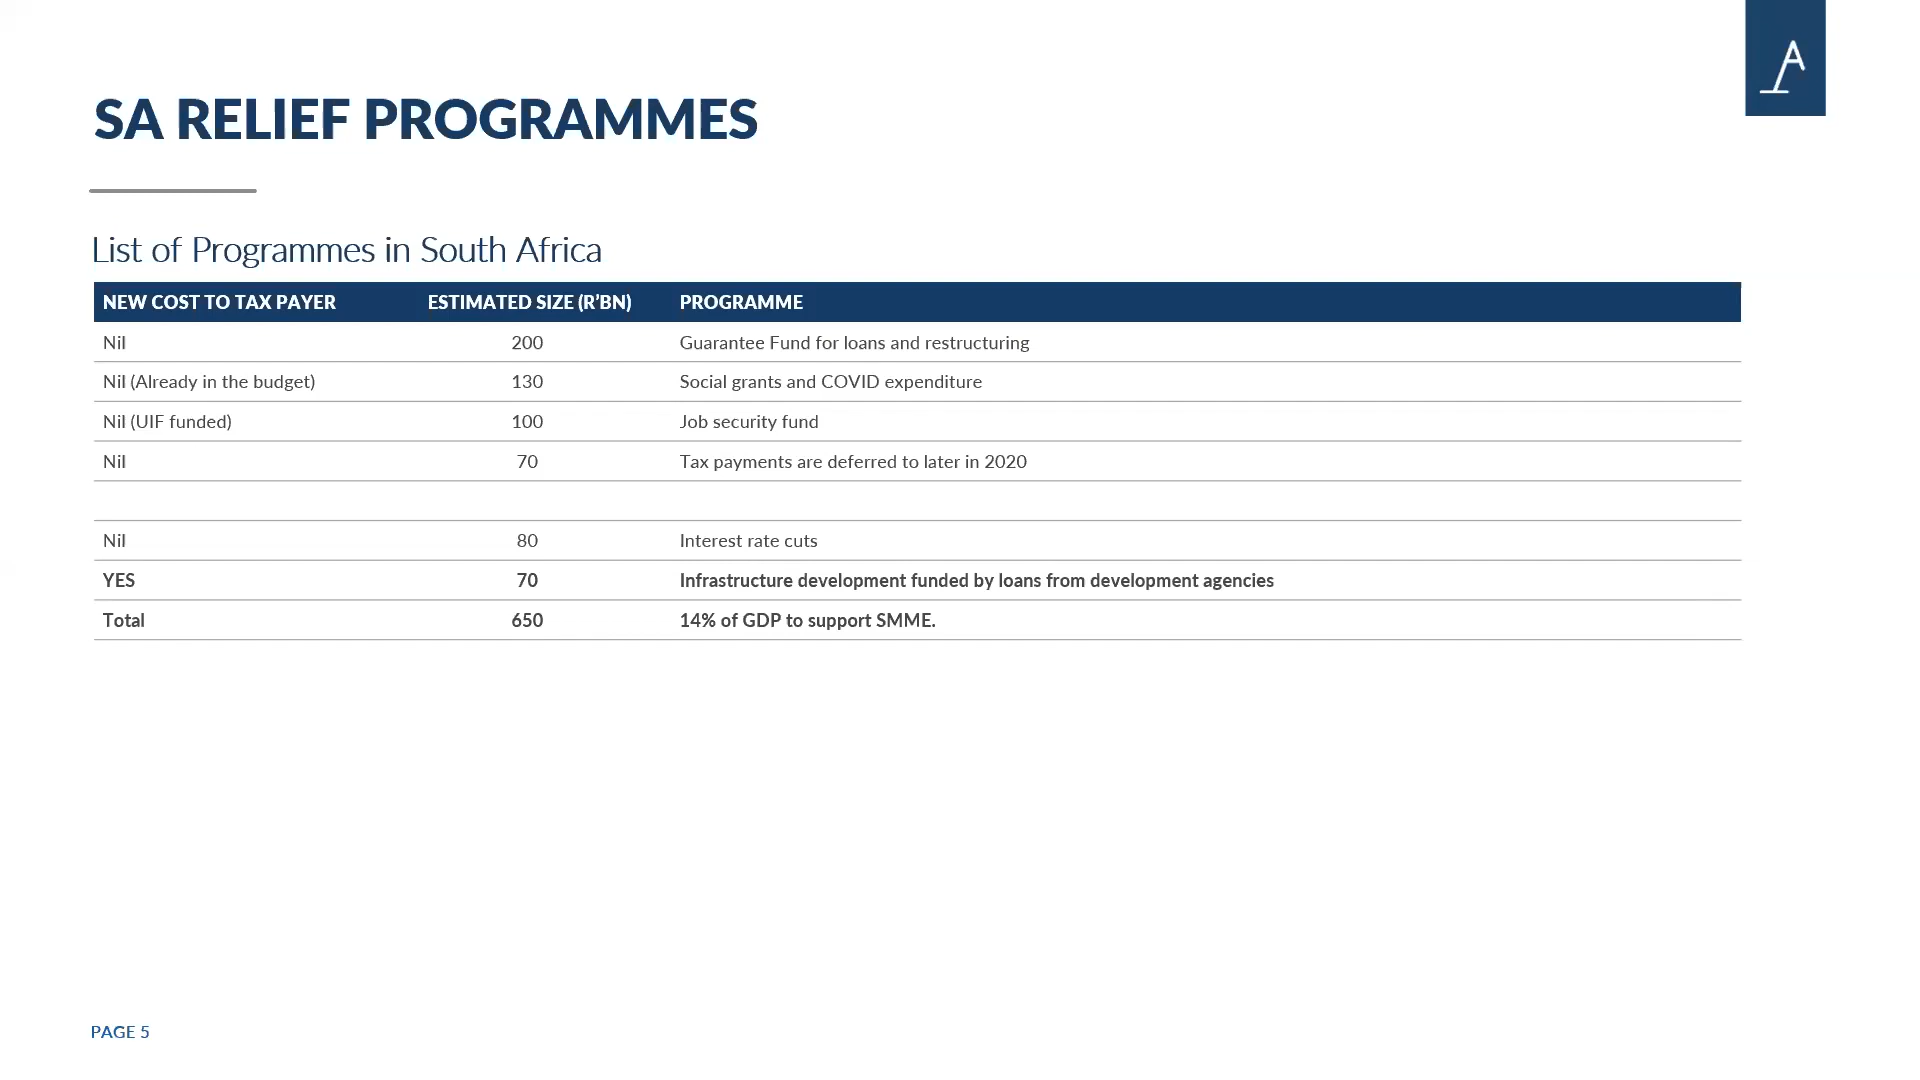 SA RELIEF PROGRAMMES
List of Programmes in South Africa
NEW COST TO TAX PAYER ESTIMATED SIZE (R’BN) PROGRAMME
Nil 200 Guarantee Fund for loans and restructuring
Nil (Already in the budget) 130 Social grants and COVID expenditure
Nil (UIF funded) 100 Job security fund
Nil 70 Tax payments are deferred to later in 2020
Nil 80 Interest rate cuts
YES 70 Infrastructure development funded by loans from development agencies
Total 650 14% of GDP to support SMME.
PAGE 5